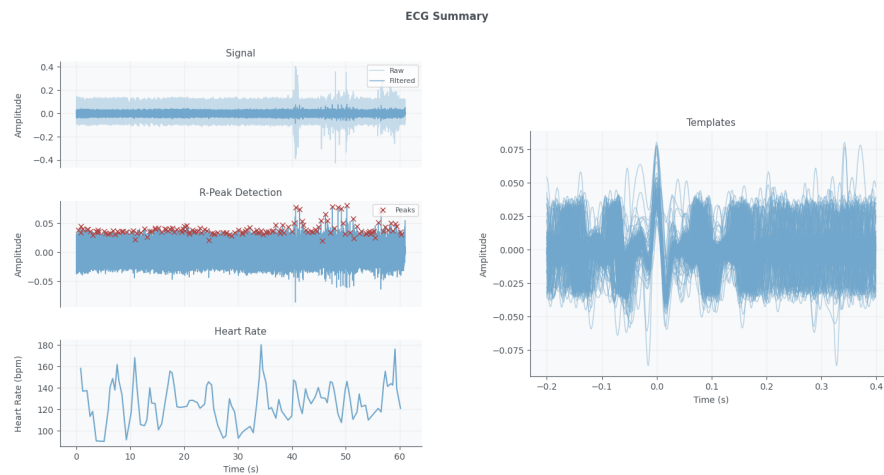 ECG Summary
Signal
0.4
0.2
0.0
−0.2
−0.4
Amplitude
Raw
Filtered
R-Peak Detection
0.05
0.00
−0.05
Amplitude
Peaks
Heart Rate
180
160
140
120
100
Heart Rate (bpm)
0 10 20 30 40 50 60
Time (s)
Templates
0.075
0.050
0.025
0.000
−0.025
−0.050
−0.075
Amplitude
−0.2 −0.1 0.0 0.1 0.2 0.3 0.4
Time (s)